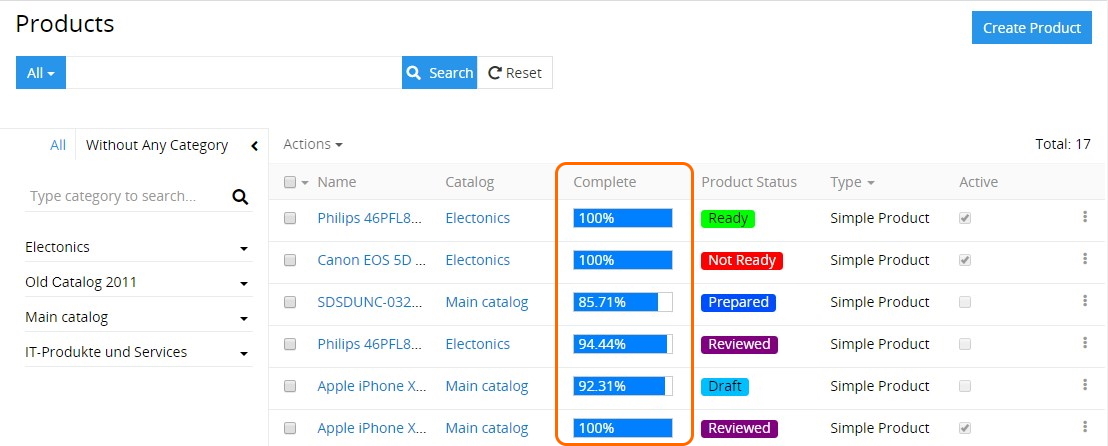 Products
Create Product
All Search Reset
All Without Any Category
Actions Total: 17
Name Catalog Complete Product Status Type Active
Type category to search...
Philips 46PFL8... Electonics 100% Ready Simple Product
Electonics
Canon EOS 5D ... Electonics 100% Not Ready Simple Product
Old Catalog 2011
SDSDUNC-032... Main catalog 85.71% Prepared Simple Product
Main catalog
Philips 46PFL8... Electonics 94.44% Reviewed Simple Product
IT-Produkte und Services
Apple iPhone X... Main catalog 92.31% Draft Simple Product
Apple iPhone X... Main catalog 100% Reviewed Simple Product